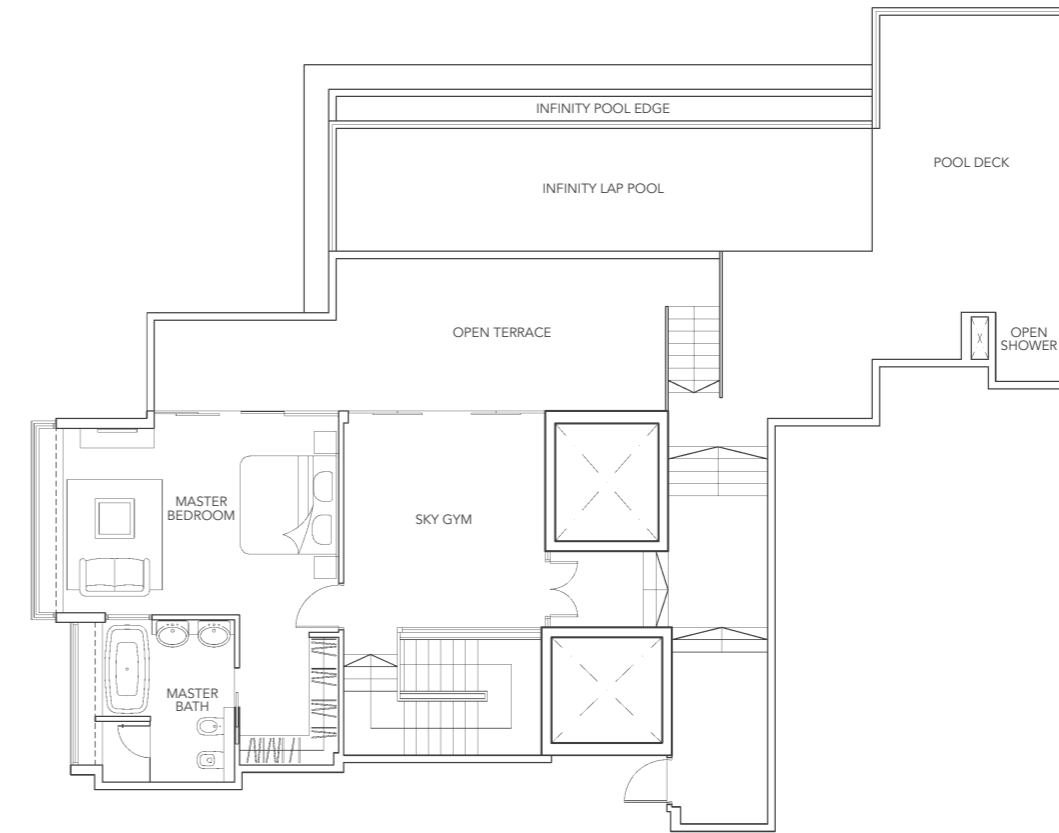 INFINITY POOL EDGE
POOL DECK
INFINITY LAP POOL
OPEN TERRACE
OPEN
SHOWER
MASTER
BEDROOM
SKY GYM
MASTER
BATH